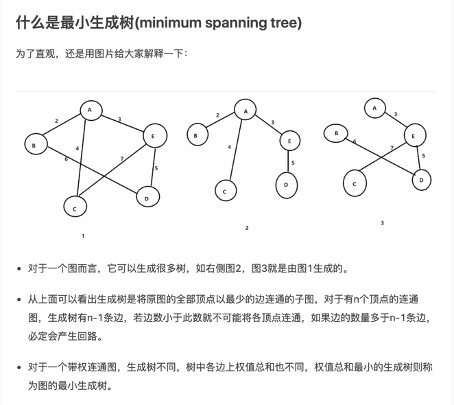 什么是最小生成树(minimum spanning tree)
为了直观，还是用图片给大家解释一下：
A
2
3
B
E
4
6
7
5
C
D
1
A
2
3
B
E
4
5
C
D
2
A
3
B
E
6
7
5
C
D
3
对于一个图而言，它可以生成很多树，如右侧图2，图3就是由图1生成的。
从上面可以看出生成树是将原图的全部顶点以最少的边连通的子图，对于有n个顶点的连通
图，生成树有n-1条边，若边数小于此数就不可能将各顶点连通，如果边的数量多于n-1条边，
必定会产生回路。
对于一个带权连通图，生成树不同，树中各边上权值总和也不同，权值总和最小的生成树则称
为图的最小生成树。